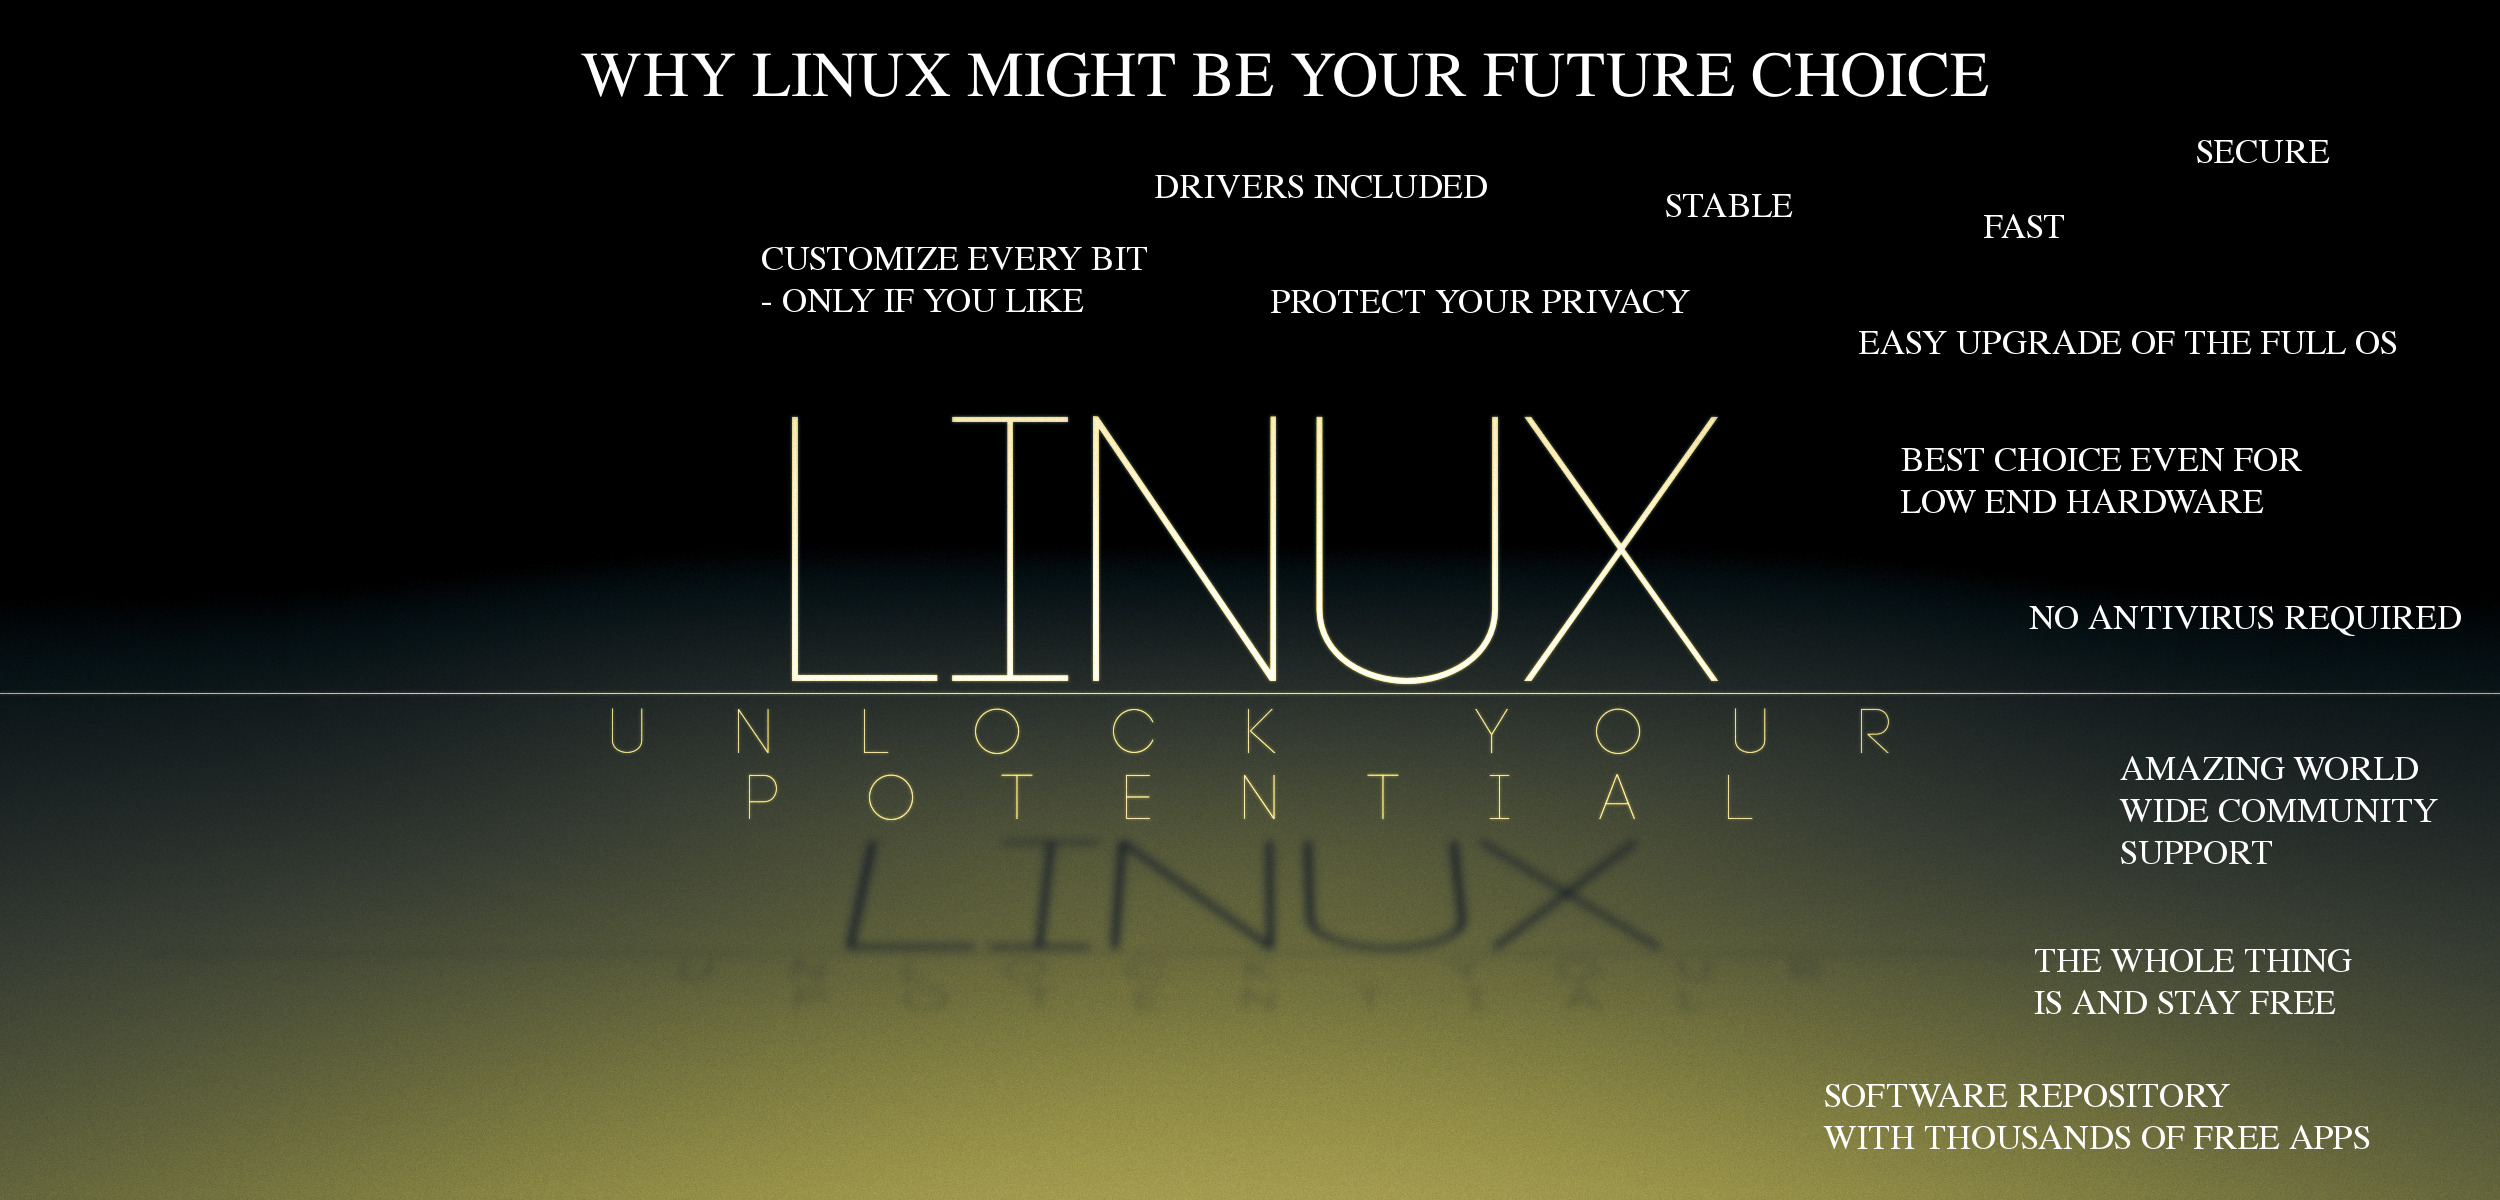 WHY LINUX MIGHT BE YOUR FUTURE CHOICE
SECURE
DRIVERS INCLUDED
STABLE
FAST
CUSTOMIZE EVERY BIT
- ONLY IF YOU LIKE
PROTECT YOUR PRIVACY
EASY UPGRADE OF THE FULL OS
LINUX
BEST CHOICE EVEN FOR
LOW END HARDWARE
NO ANTIVIRUS REQUIRED
UNLOCK YOUR
POTENTIAL
AMAZING WORLD
WIDE COMMUNITY
SUPPORT
LINUX
THE WHOLE THING
IS AND STAY FREE
SOFTWARE REPOSITORY
WITH THOUSANDS OF FREE APPS